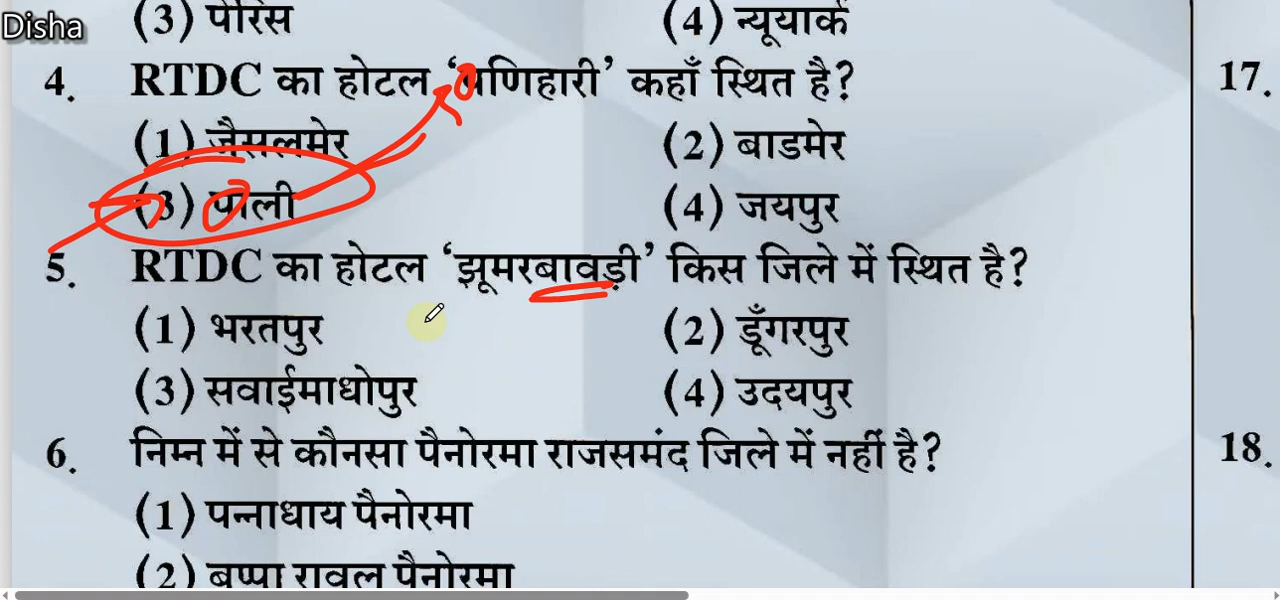 Disha
(3) पेरिस (4) न्यूयार्क
4. RTDC का होटल ‘पणिहारी’ कहाँ स्थित है? 17.
(1) जैसलमेर (2) बाडमेर
(3) पाली (4) जयपुर
5. RTDC का होटल ‘झूमरबावड़ी’ किस जिले में स्थित है?
(1) भरतपुर (2) डूँगरपुर
(3) सवाईमाधोपुर (4) उदयपुर
6. निम्न में से कौनसा पैनोरमा राजसमंद जिले में नहीं है? 18.
(1) पन्नाधाय पैनोरमा
(2) बप्पा रावल पैनोरमा